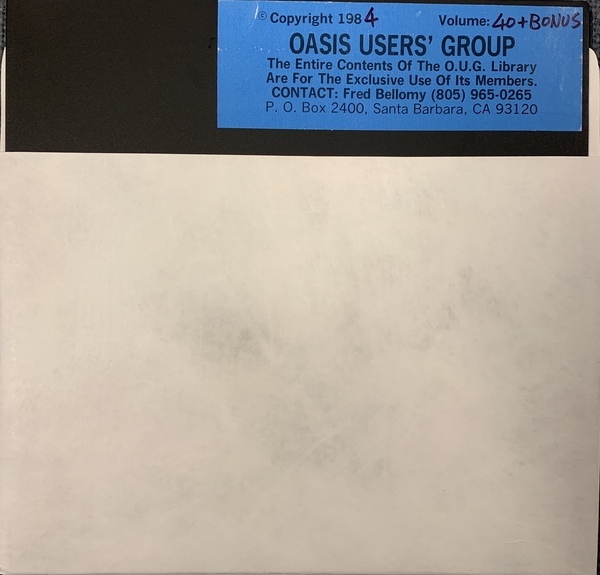 © Copyright 1984 Volume: 40+BONUS
OASIS USERS' GROUP
The Entire Contents Of The O.U.G. Library
Are For The Exclusive Use Of Its Members.
CONTACT: Fred Bellomy (805) 965-0265
P. O. Box 2400, Santa Barbara, CA 93120